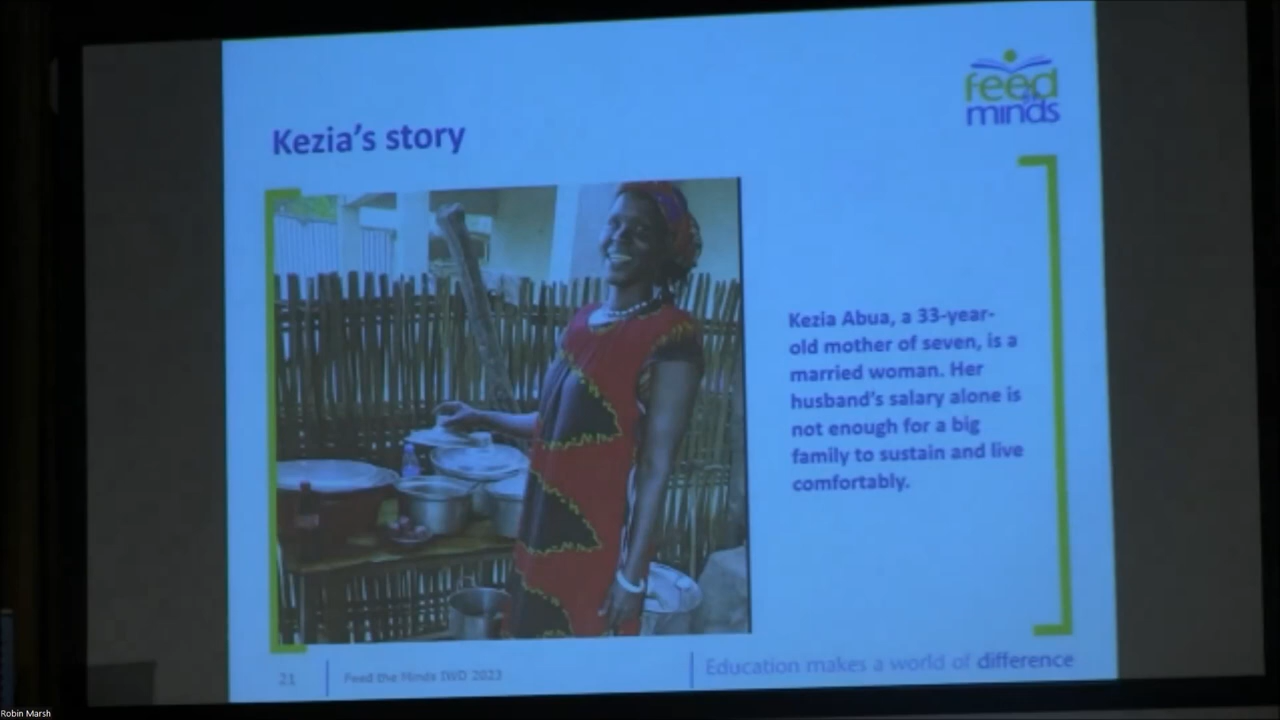 feed
minds
Kezia's story
Kezia Abua, a 33-year-
old mother of seven, is a
married woman. Her
husband's salary alone is
not enough for a big
family to sustain and live
comfortably.
21
Feed the Minds IWD 2023
Education makes a world of difference
Robin Marsh